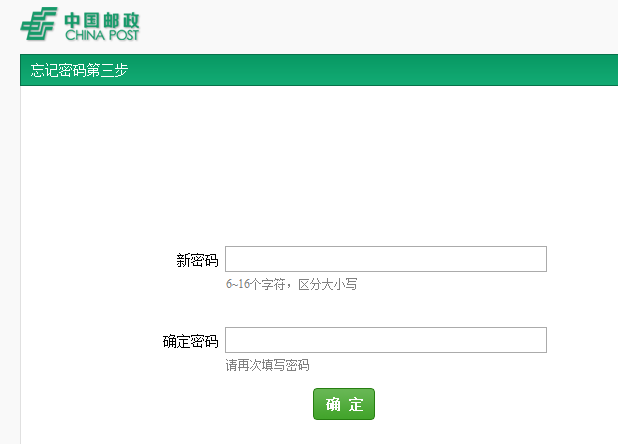 中国邮政
CHINA POST
忘记密码第三步
新密码
6~16个字符，区分大小写
确定密码
请再次填写密码
确 定